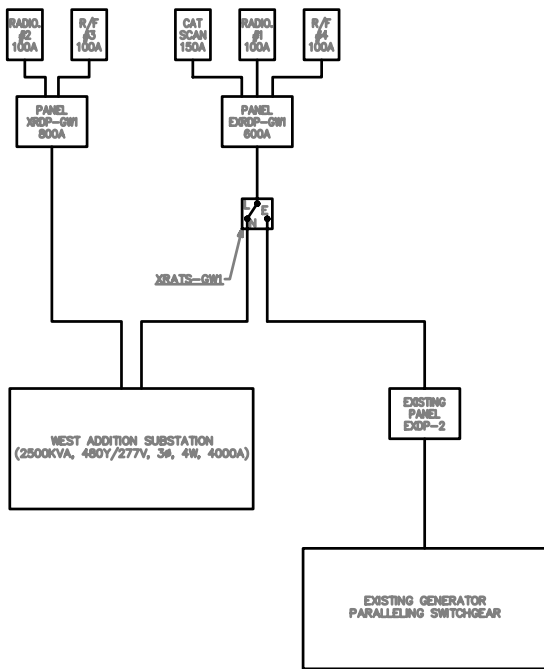 RADIO.
#2
100A
R/F
#3
100A
CAT
SCAN
150A
RADIO.
#1
100A
R/F
#4
100A
PANEL
XRDP-GW1
800A
PANEL
EXRDP-GW1
600A
L
E
N
XRATS-GW1
WEST ADDITION SUBSTATION
(2500KVA, 480Y/277V, 3ø, 4W, 4000A)
EXISTING
PANEL
EXDP-2
EXISTING GENERATOR
PARALLELING SWITCHGEAR